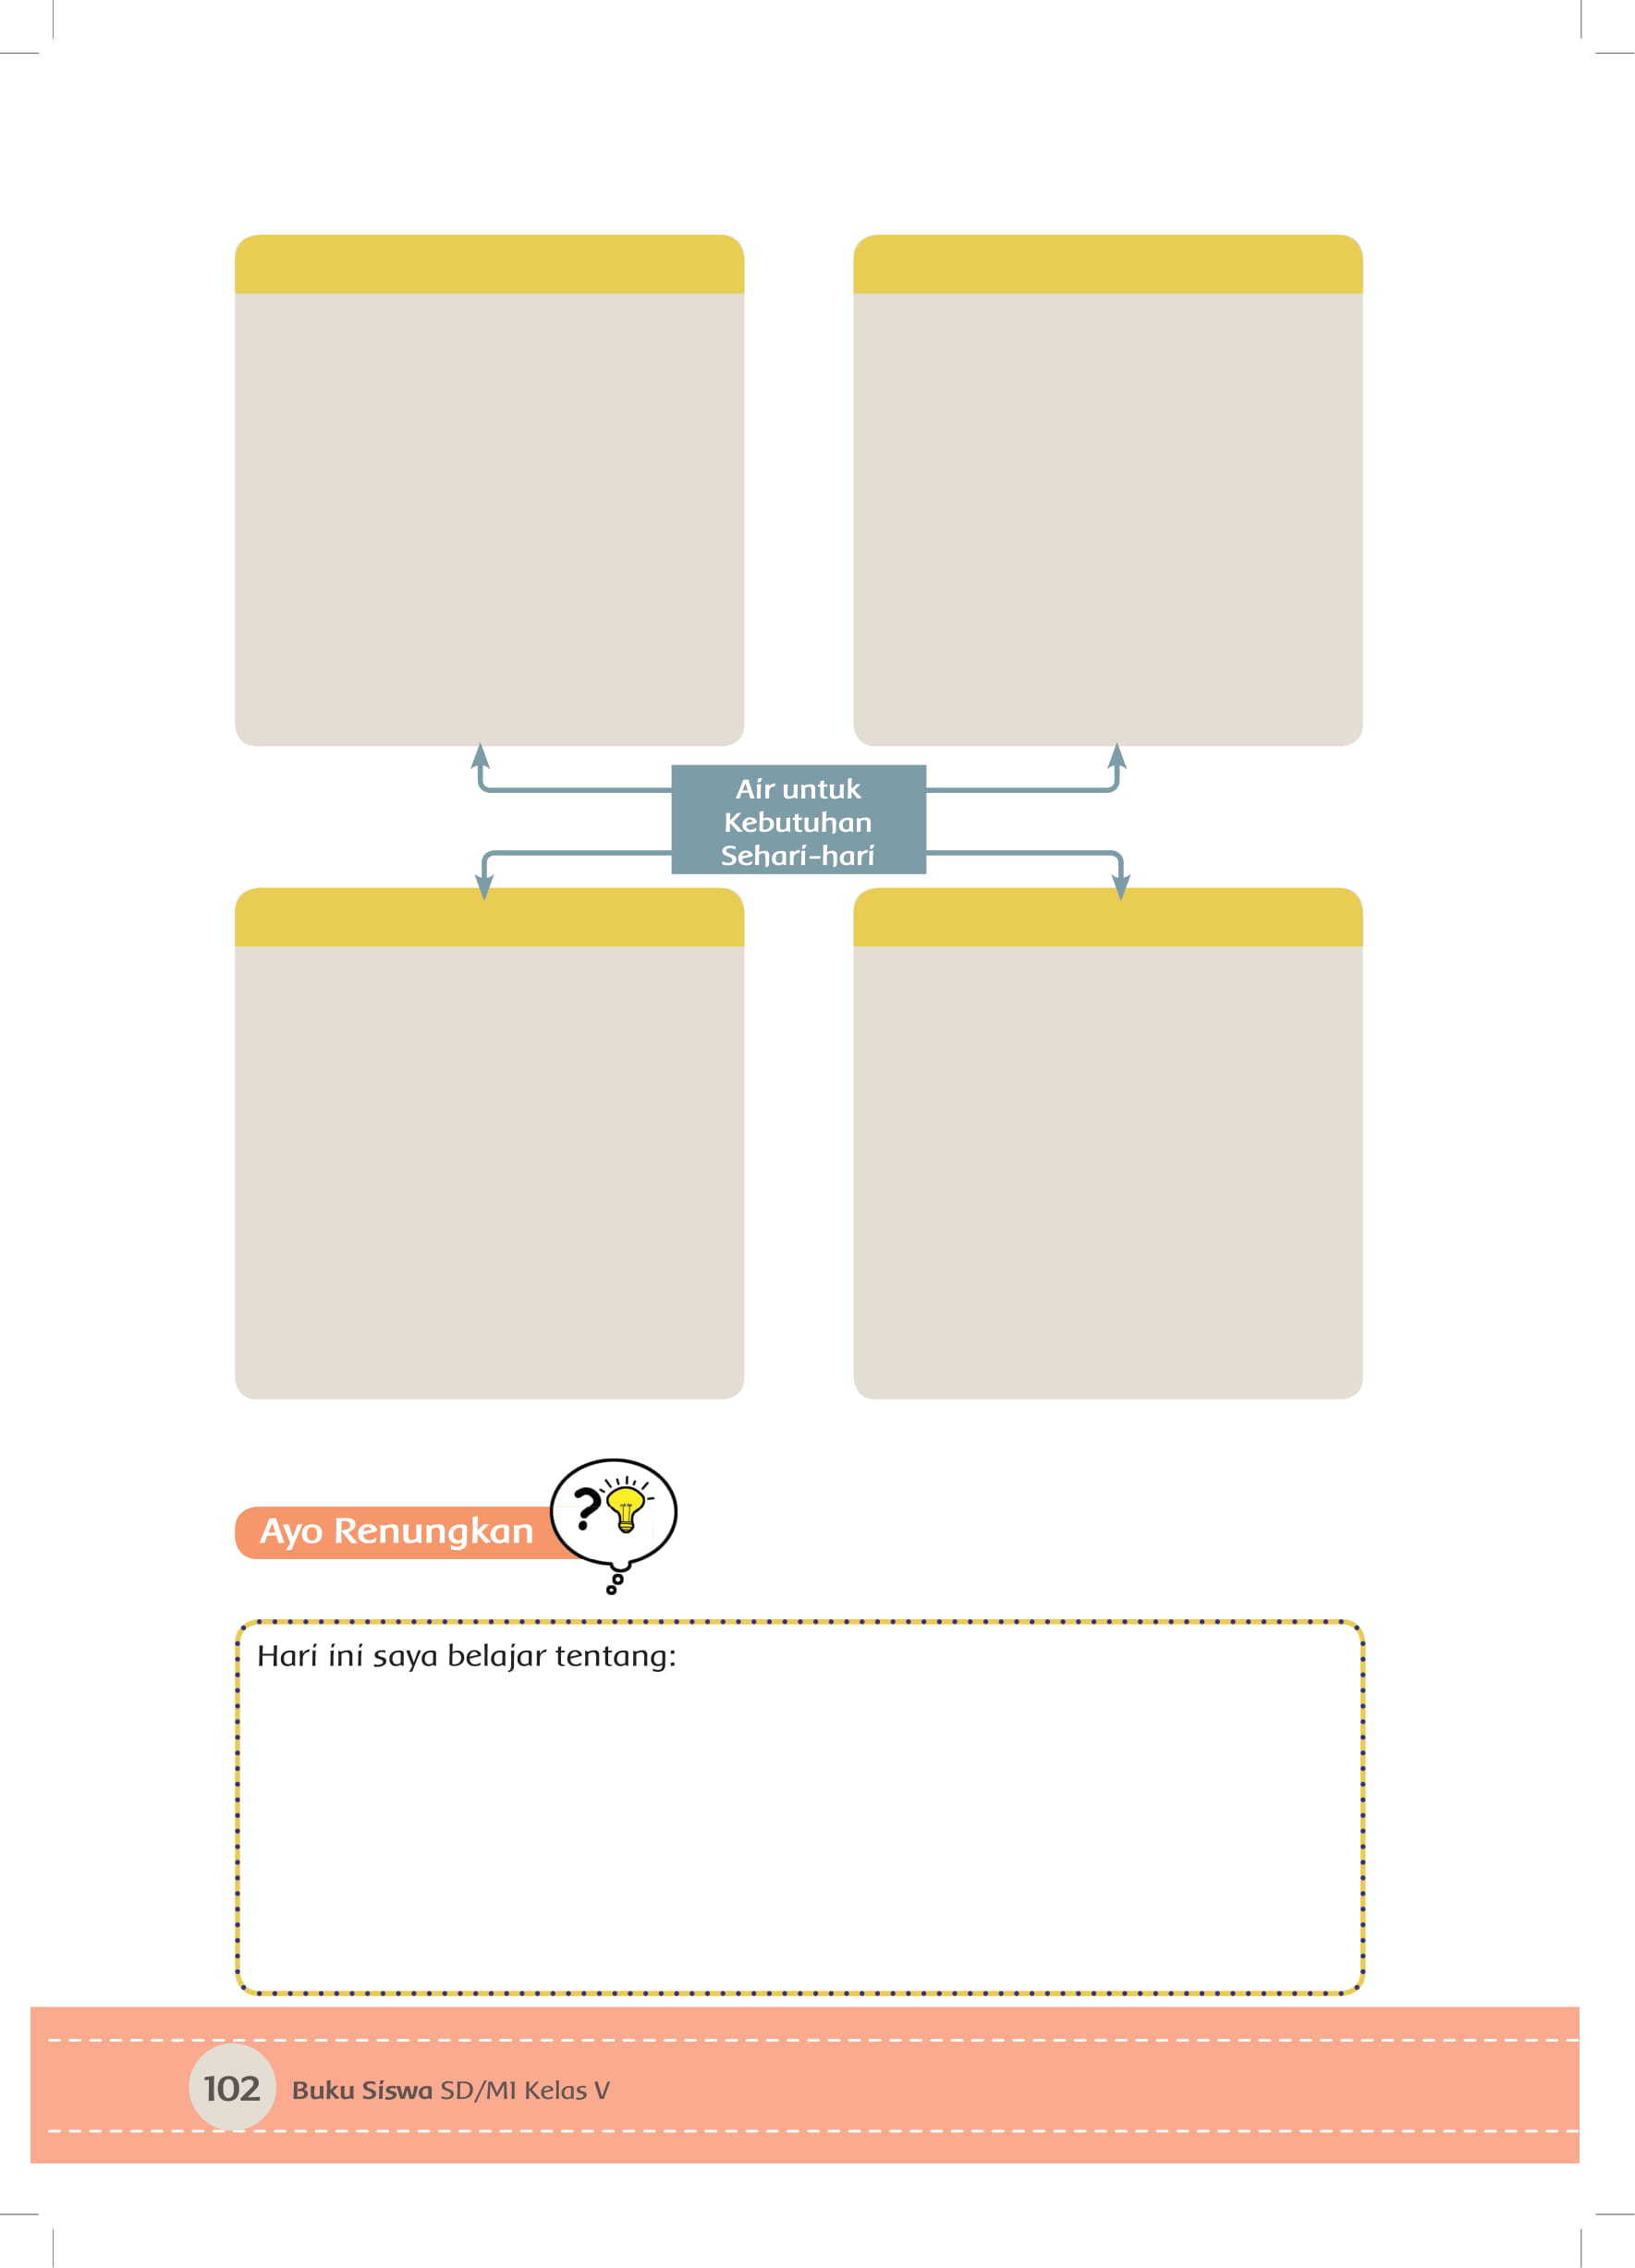 Air untuk
Kebutuhan
Sehari-hari
Ayo Renungkan
?
Hari ini saya belajar tentang:
102 Buku Siswa SD/MI Kelas V